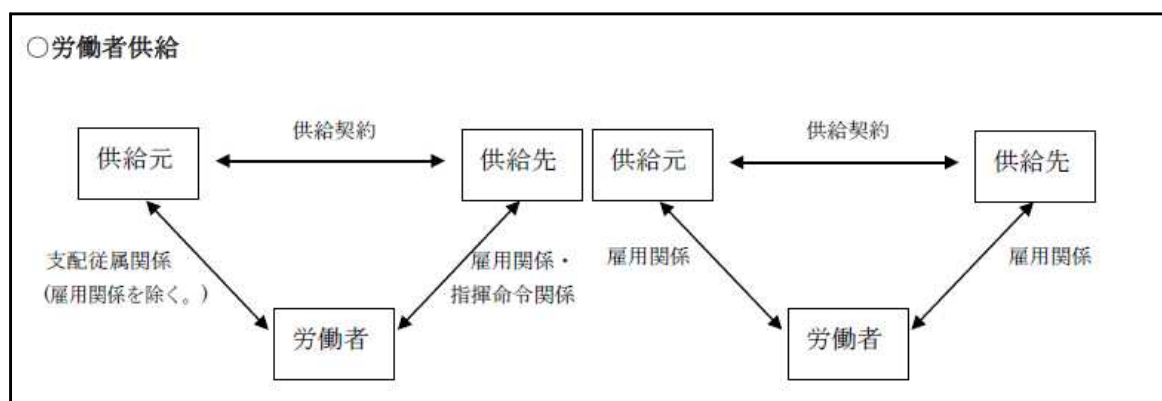 ○労働者供給
供給契約
供給元
供給先
支配従属関係
(雇用関係を除く。)
雇用関係・
指揮命令関係
労働者
供給契約
供給元
供給先
雇用関係
雇用関係
労働者